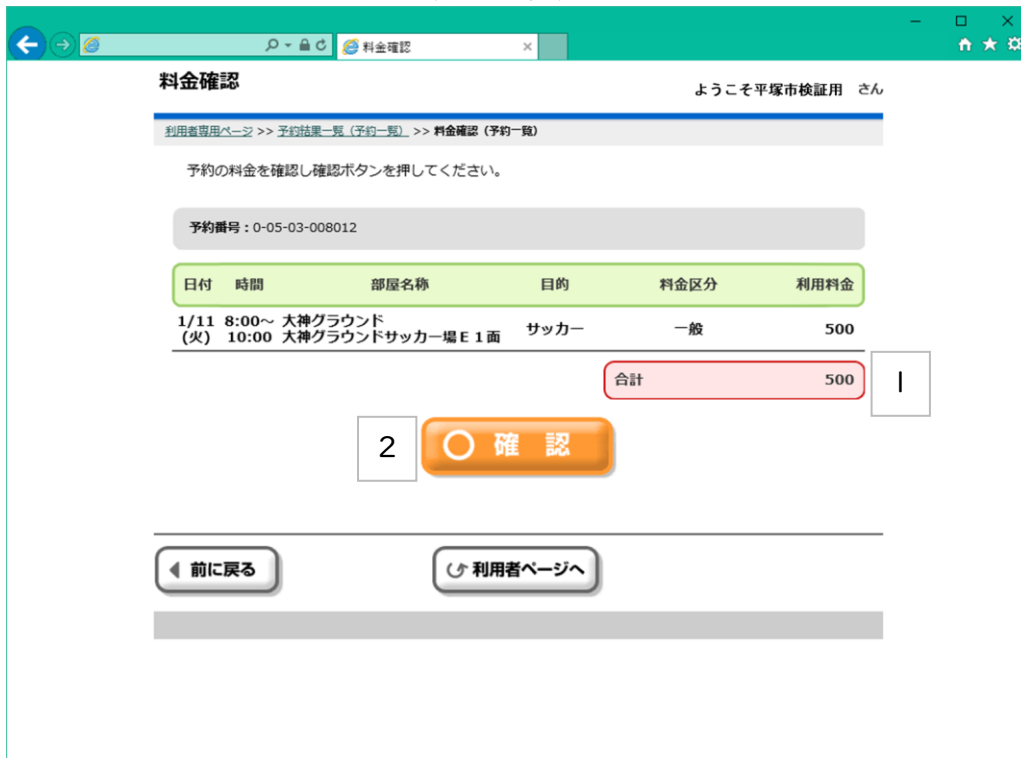 料金確認
料金確認
ようこそ平塚市検証用 さん
利用者専用ページ >> 予約結果一覧（予約一覧） >> 料金確認（予約一覧）
予約の料金を確認し確認ボタンを押してください。
予約番号：0-05-03-008012
日付 時間 部屋名称 目的 料金区分 利用料金
1/11 8:00～ 大神グラウンド
(火) 10:00 大神グラウンドサッカー場Ｅ１面 サッカー 一般 500
合計 500
1
2
確 認
前に戻る
利用者ページへ